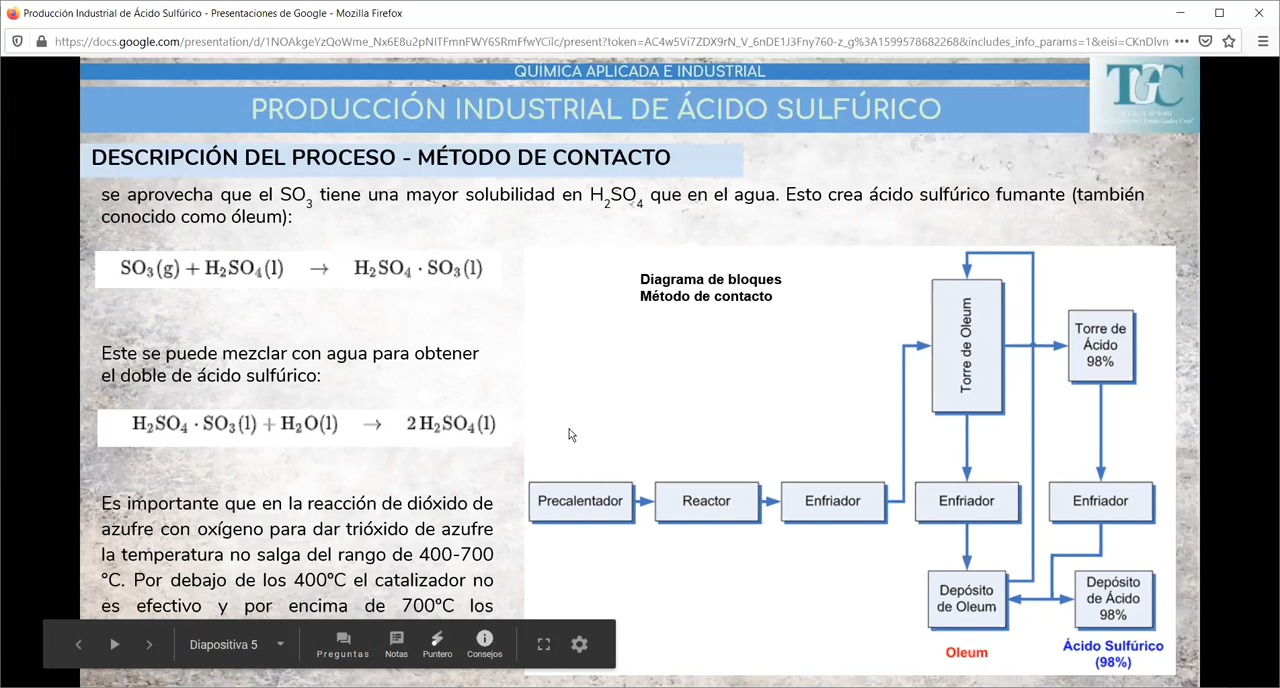 Producción Industrial de Ácido Sulfúrico - Presentaciones de Google - Mozilla Firefox
https://docs.google.com/presentation/d/1NOAkgeYzQoWme_Nx6E8u2pNITFmnFWY6SRmFfwYCilc/present?token=AC4w5Vi7ZDX9rN_V_6nDE1J3Fny760-z_g%3A1599578682268&includes_info_params=1&eisi=CKnDlvn
QUIMICA APLICADA E INDUSTRIAL
PRODUCCIÓN INDUSTRIAL DE ÁCIDO SULFÚRICO
TGC
DESCRIPCIÓN DEL PROCESO - MÉTODO DE CONTACTO
se aprovecha que el SO₃ tiene una mayor solubilidad en H₂SO₄ que en el agua. Esto crea ácido sulfúrico fumante (también
conocido como óleum):
SO₃(g) + H₂SO₄(l) → H₂SO₄ · SO₃(l)
Este se puede mezclar con agua para obtener
el doble de ácido sulfúrico:
H₂SO₄ · SO₃(l) + H₂O(l) → 2 H₂SO₄(l)
Es importante que en la reacción de dióxido de
azufre con oxígeno para dar trióxido de azufre
la temperatura no salga del rango de 400-700
ºC. Por debajo de los 400ºC el catalizador no
es efectivo y por encima de 700ºC los
Diagrama de bloques
Método de contacto
Torre de Oleum
Torre de
Ácido
98%
Precalentador
Reactor
Enfriador
Enfriador
Enfriador
Depósito
de Oleum
Depósito
de Ácido
98%
Oleum
Ácido Sulfúrico
(98%)
Diapositiva 5
Preguntas
Notas
Puntero
Consejos